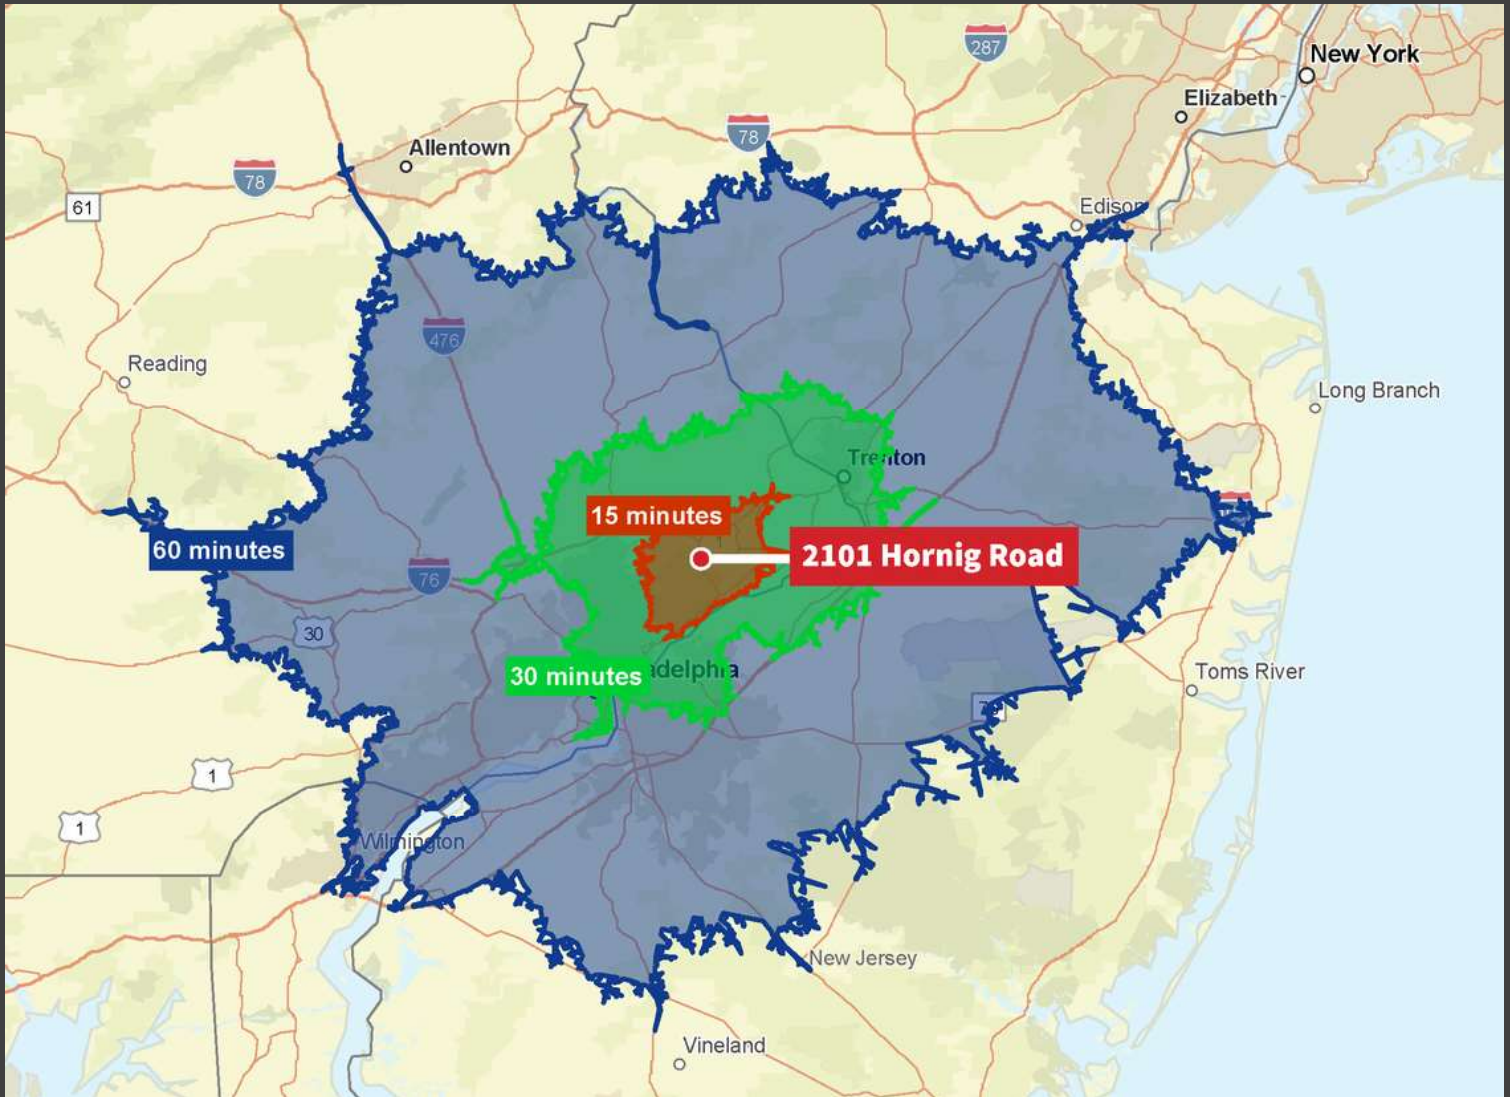 New York
287
Elizabeth
78
Allentown
78
61
Edison
476
Reading
Long Branch
Trenton
15 minutes
60 minutes
2101 Hornig Road
76
30
adelphia
30 minutes
Toms River
1
1
Wilmington
New Jersey
Vineland